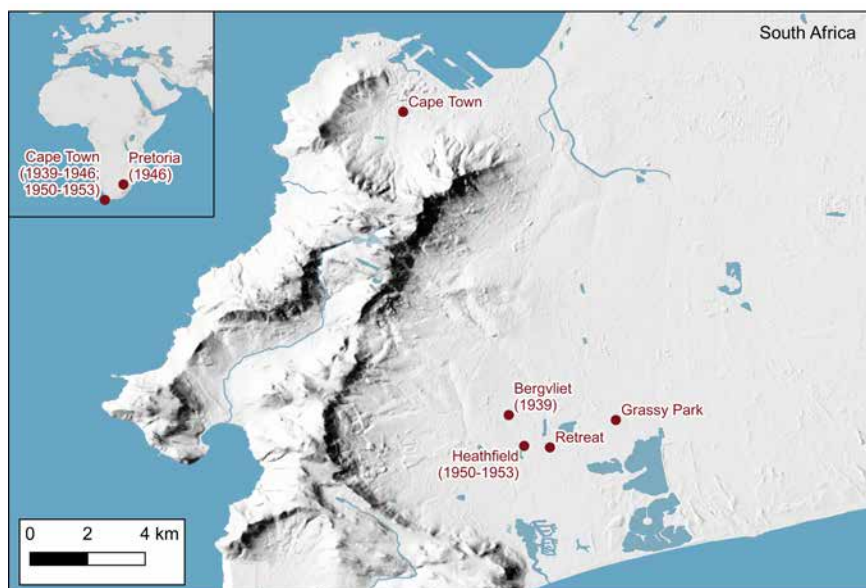 South Africa
Cape Town
Cape Town
(1939-1946;
1950-1953)
Pretoria
(1946)
Bergvliet
(1939)
Grassy Park
Heathfield
(1950-1953)
Retreat
0 2 4 km